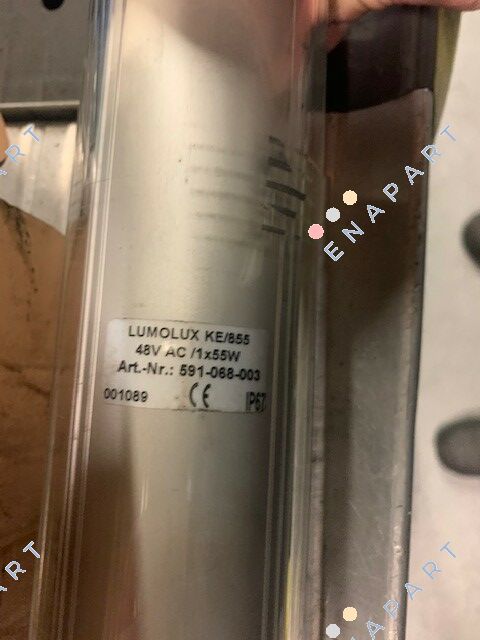 ENAPART
LUMOLUX KE/855
48V AC /1x55W
Art.-Nr.: 591-068-003
001089 CE IP67
ENAPART